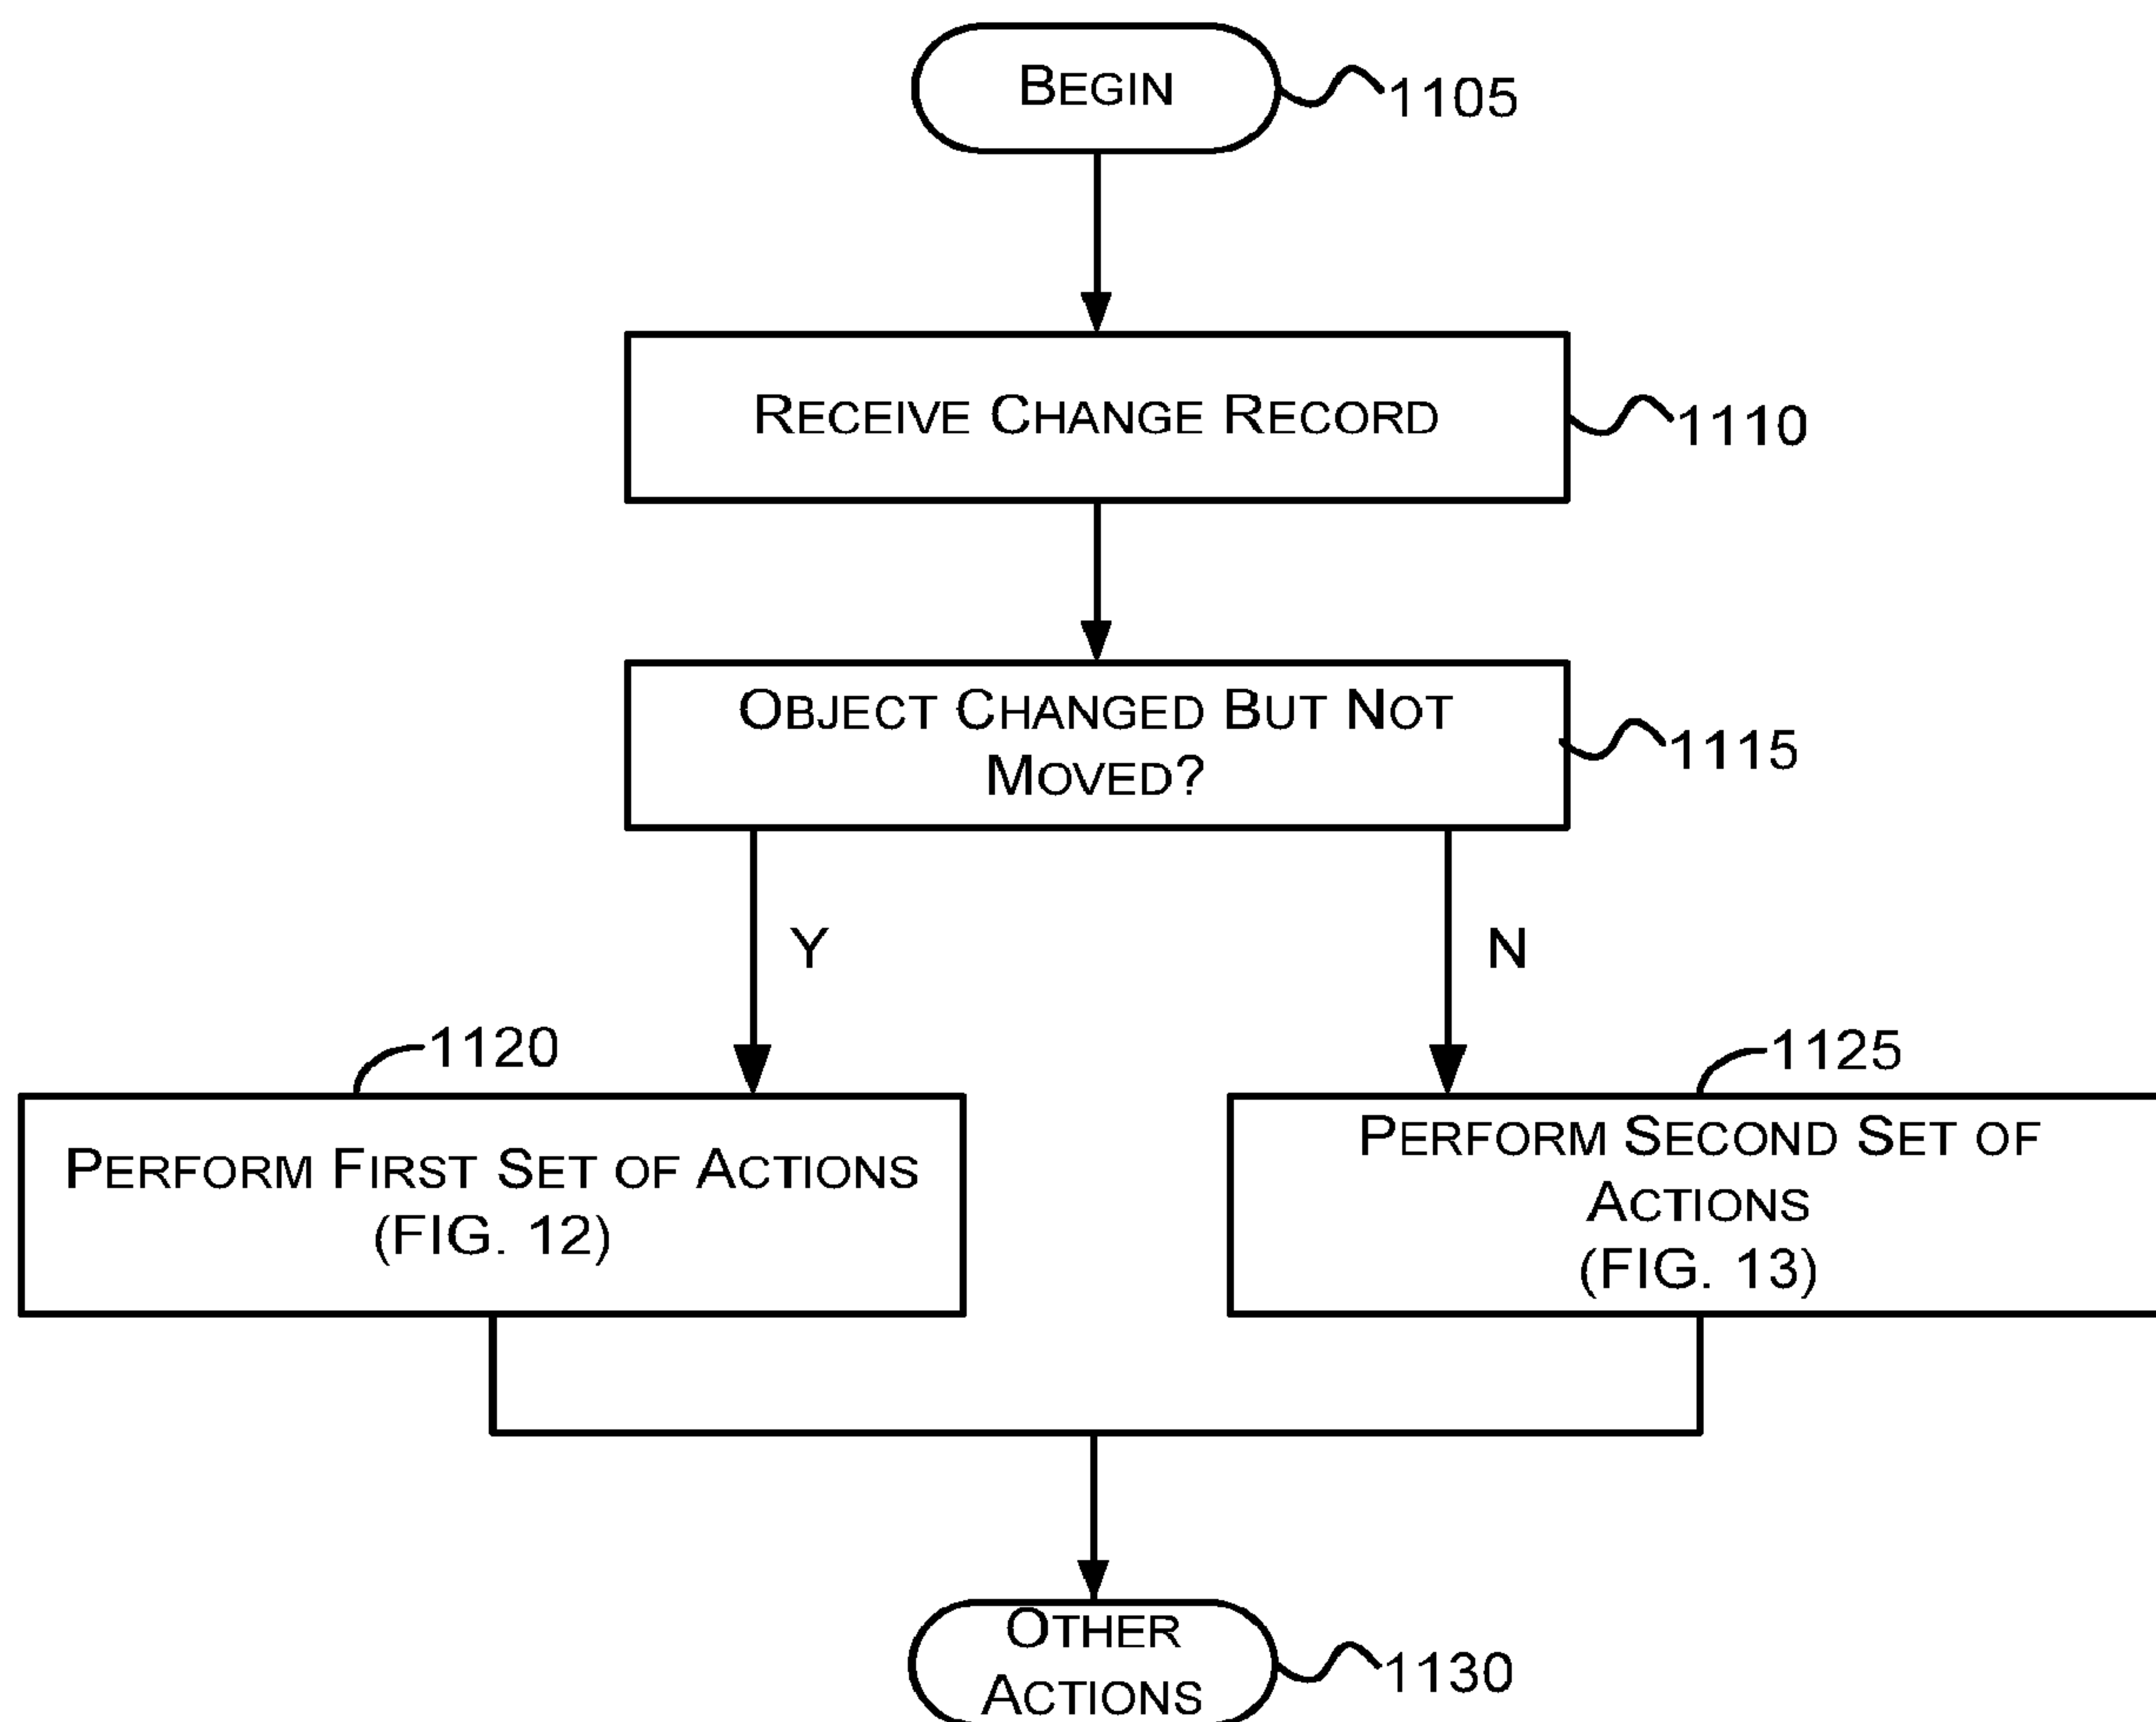 BEGIN
1105
RECEIVE CHANGE RECORD
1110
OBJECT CHANGED BUT NOT
MOVED?
1115
Y
N
1120
1125
PERFORM FIRST SET OF ACTIONS
(FIG. 12)
PERFORM SECOND SET OF
ACTIONS
(FIG. 13)
OTHER
ACTIONS
1130